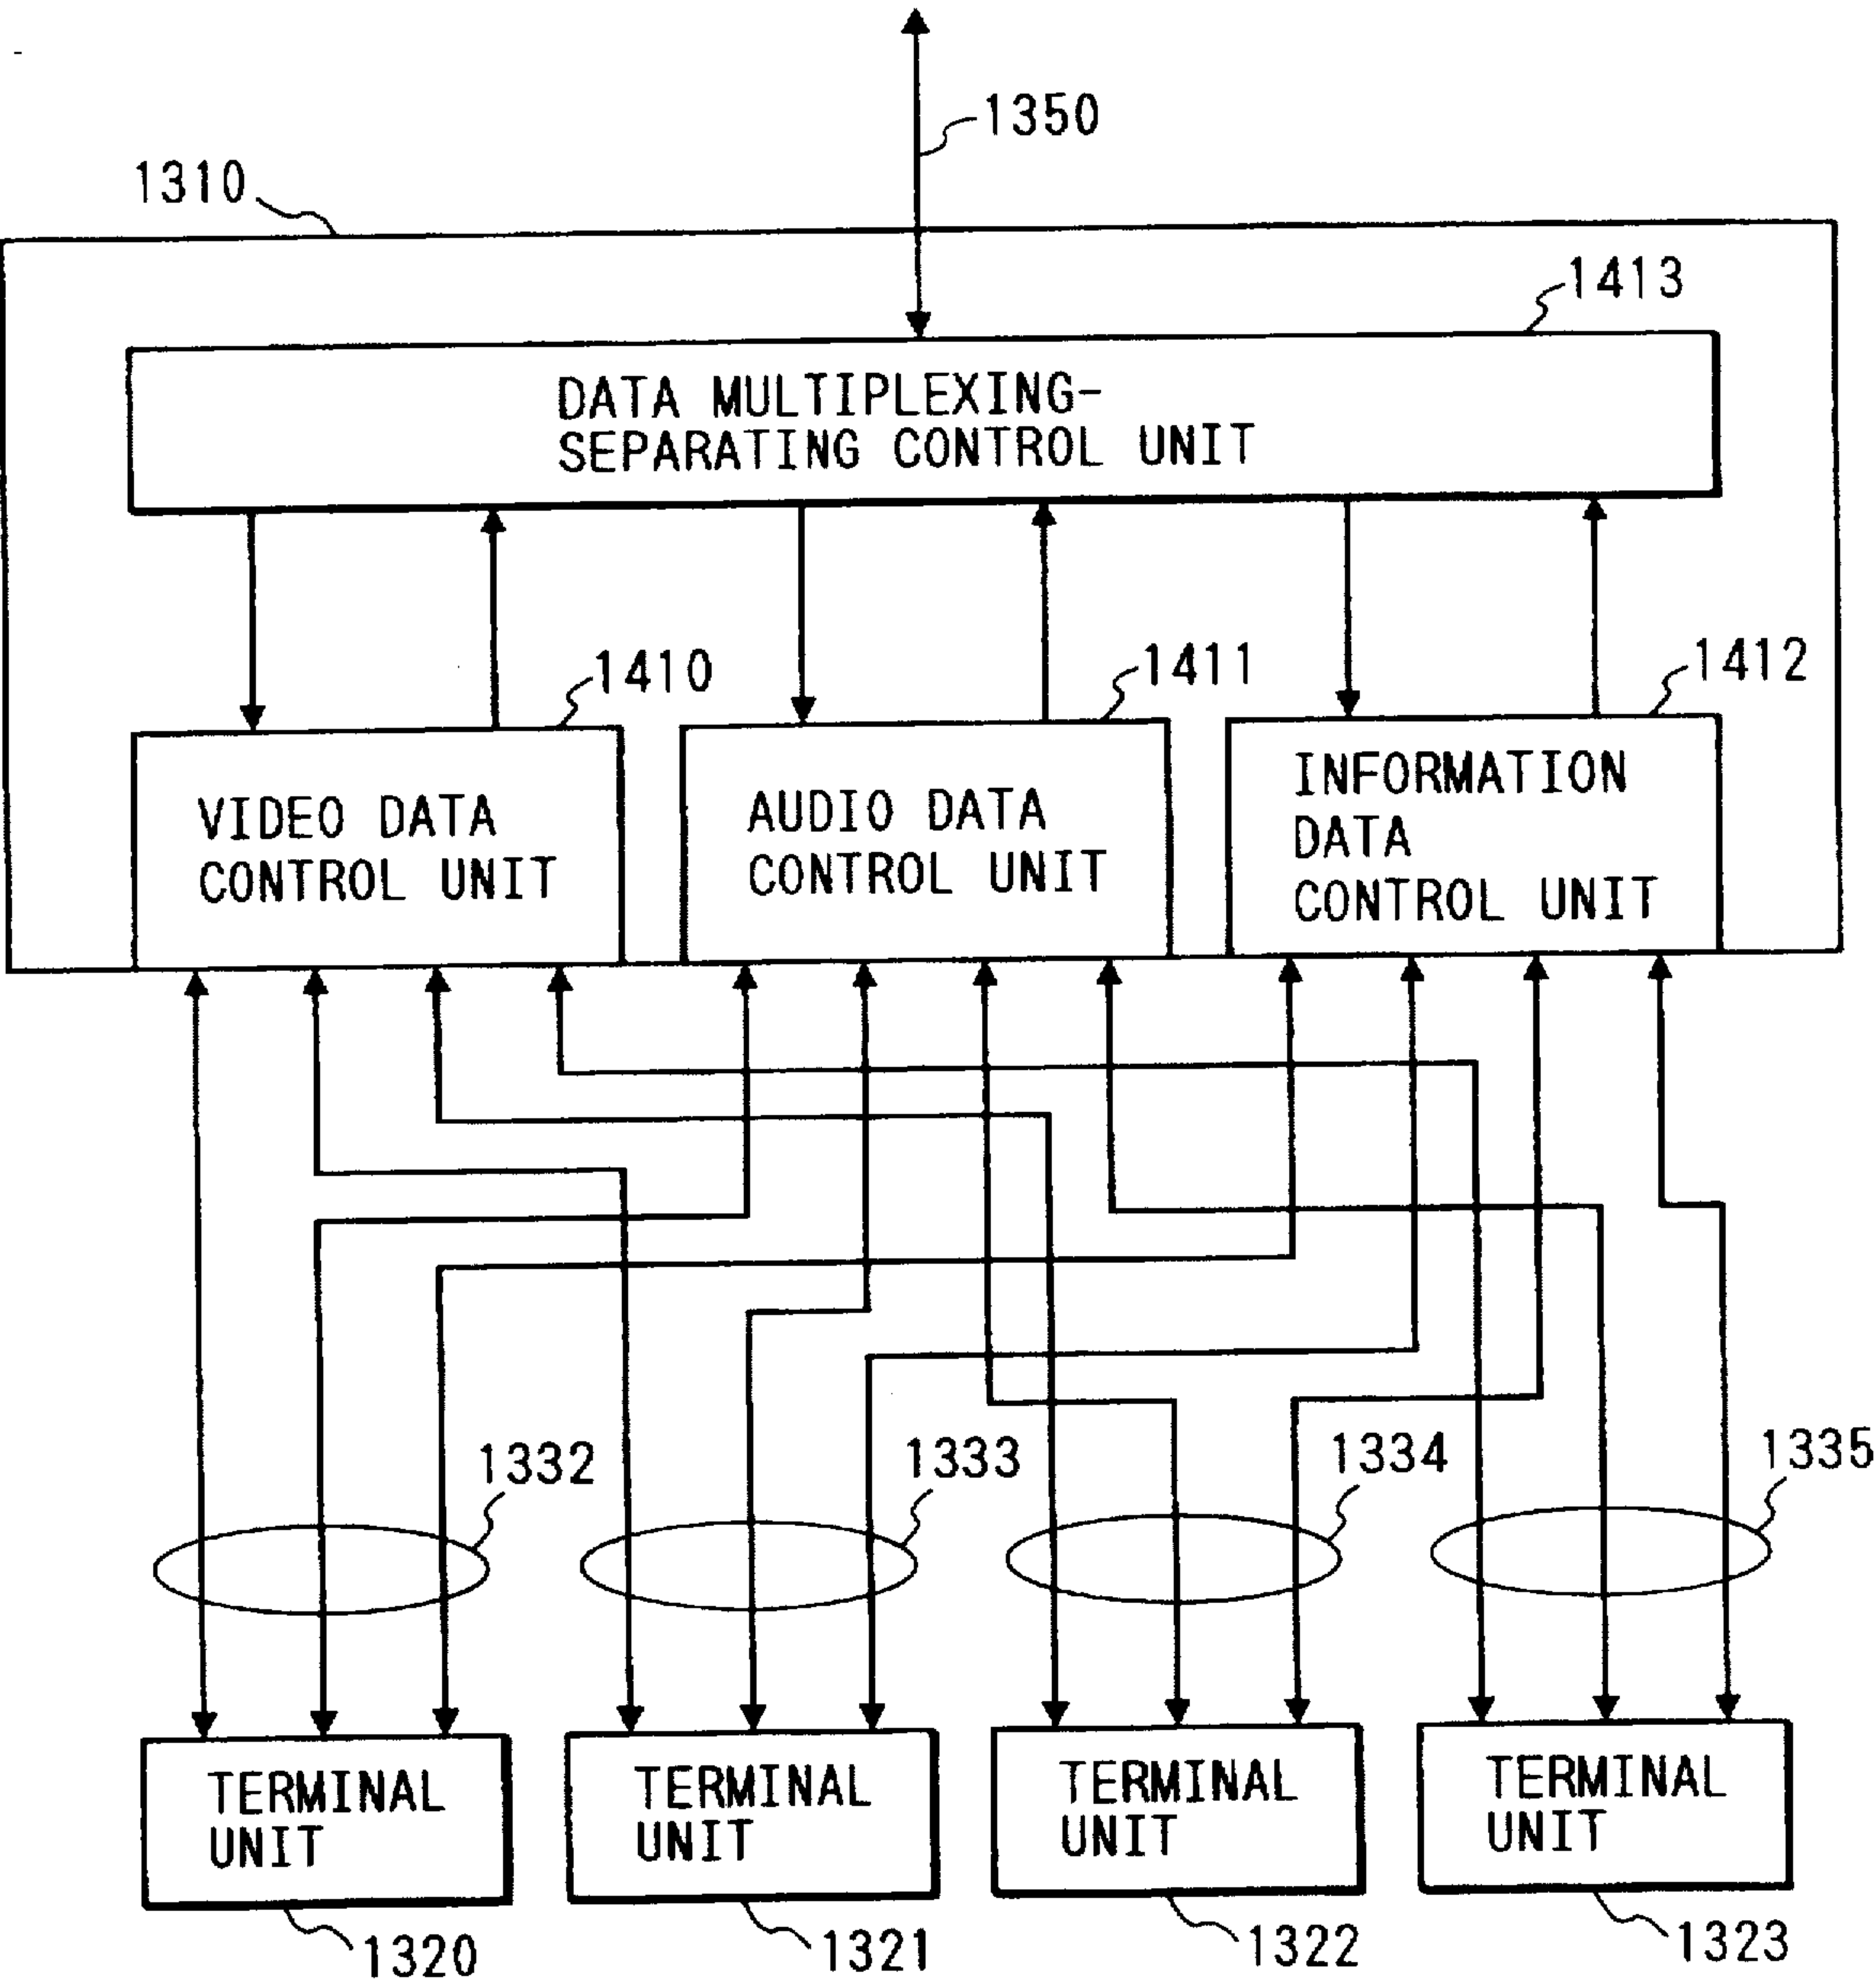 1350
1310
1413
DATA MULTIPLEXING-
SEPARATING CONTROL UNIT
1410
1411
1412
VIDEO DATA
CONTROL UNIT
AUDIO DATA
CONTROL UNIT
INFORMATION
DATA
CONTROL UNIT
1332
1333
1334
1335
TERMINAL
UNIT
TERMINAL
UNIT
TERMINAL
UNIT
TERMINAL
UNIT
1320
1321
1322
1323